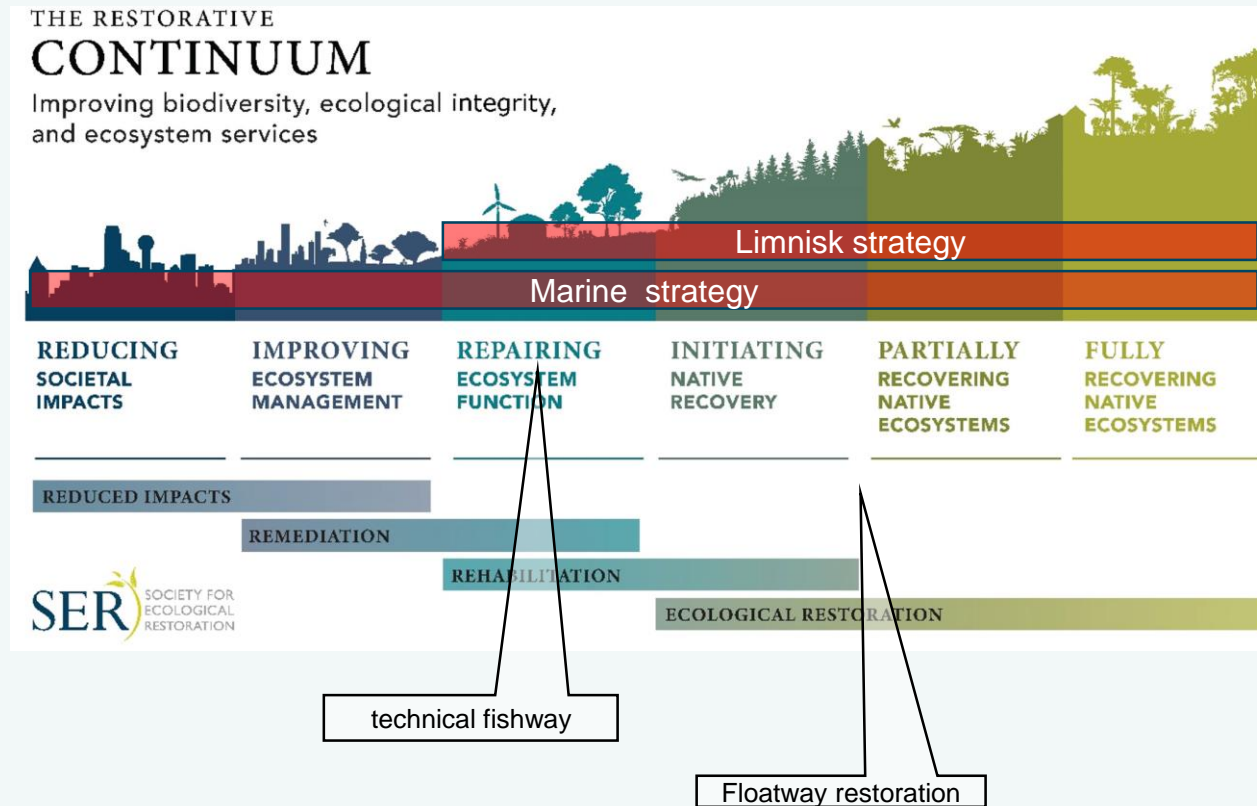 THE RESTORATIVE
CONTINUUM
Improving biodiversity, ecological integrity,
and ecosystem services
Limnisk strategy
Marine strategy
REDUCING
SOCIETAL
IMPACTS
IMPROVING
ECOSYSTEM
MANAGEMENT
REPAIRING
ECOSYSTEM
FUNCTION
INITIATING
NATIVE
RECOVERY
PARTIALLY
RECOVERING
NATIVE
ECOSYSTEMS
FULLY
RECOVERING
NATIVE
ECOSYSTEMS
REDUCED IMPACTS
REMEDIATION
REHABILITATION
ECOLOGICAL RESTORATION
SER
SOCIETY FOR
ECOLOGICAL
RESTORATION
technical fishway
Floatway restoration